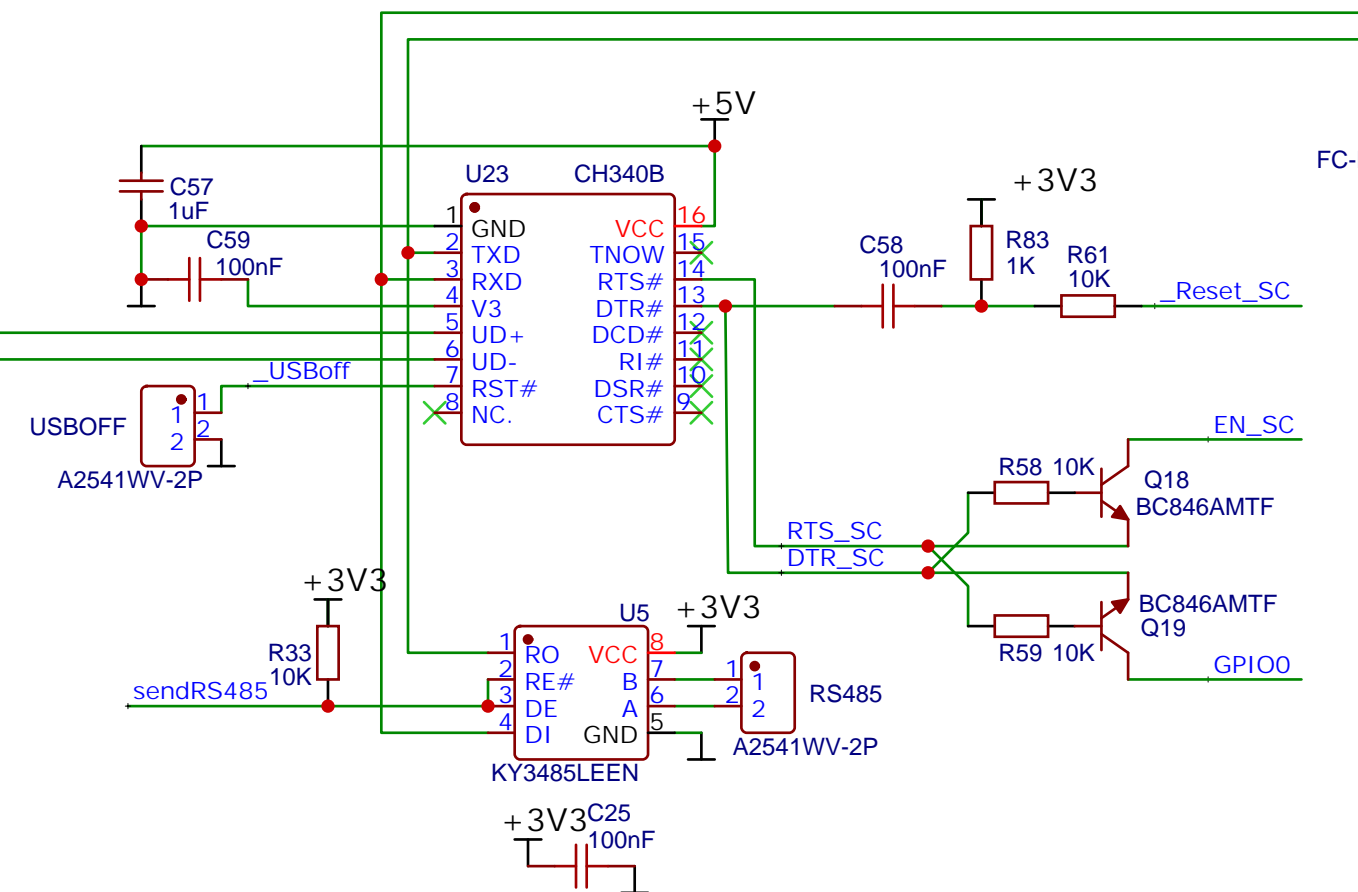 +5V
FC-
U23 CH340B
C57
1uF
C59
100nF
1 GND
2 TXD
3 RXD
4 V3
5 UD+
6 UD-
7 RST#
8 NC.
VCC 16
TNOW 15
RTS# 14
DTR# 13
DCD# 12
RI# 11
DSR# 10
CTS# 9
C58
100nF
+3V3
R83
1K
R61
10K
_Reset_SC
_USBoff
USBOFF
1 1
2 2
A2541WV-2P
EN_SC
R58 10K
Q18
BC846AMTF
RTS_SC
DTR_SC
BC846AMTF
Q19
R59 10K
GPIO0
+3V3
R33
10K
sendRS485
U5
+3V3
1 RO
2 RE#
3 DE
4 DI
VCC 8
B 7
A 6
GND 5
KY3485LEEN
1 1
2 2
RS485
A2541WV-2P
+3V3
C25
100nF